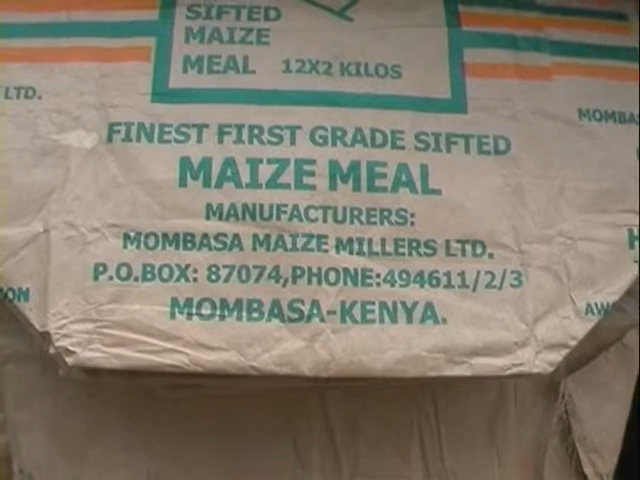 SIFTED
MAIZE
MEAL 12X2 KILOS
LTD.
MOMBA
FINEST FIRST GRADE SIFTED
MAIZE MEAL
MANUFACTURERS:
MOMBASA MAIZE MILLERS LTD.
P.O.BOX: 87074,PHONE:494611/2/3
MOMBASA-KENYA.